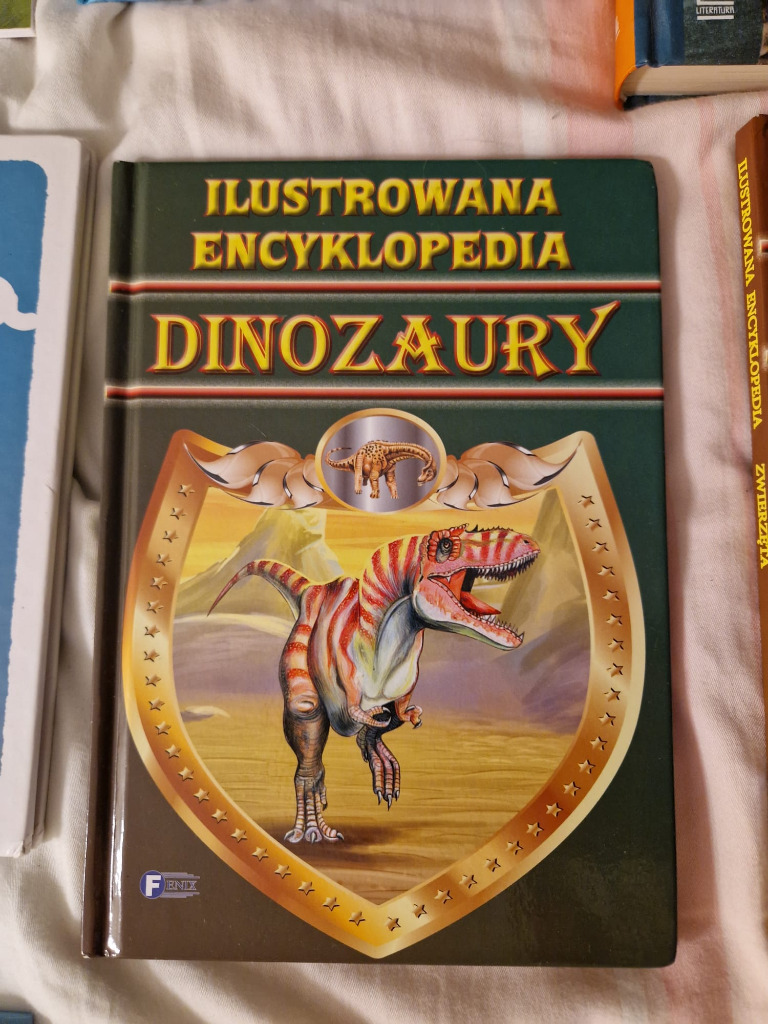 LITERATURA
ILUSTROWANA
ENCYKLOPEDIA
DINOZAURY
FENIX
ILUSTROWANA ENCYKLOPEDIA ZWIERZĘTA